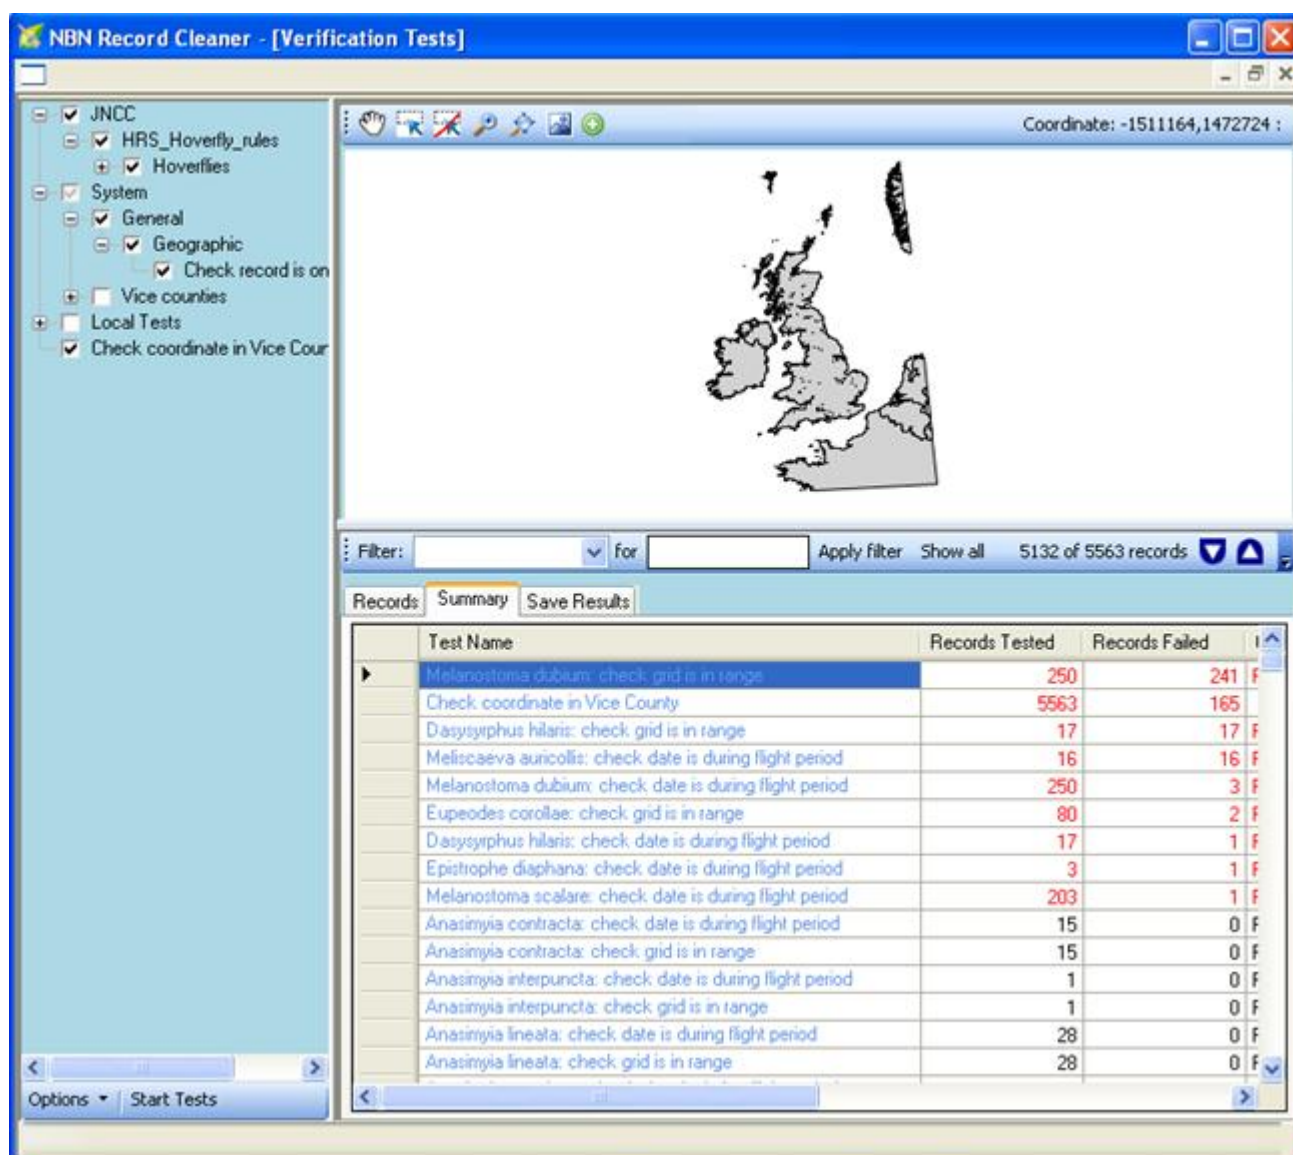 NBN Record Cleaner - [Verification Tests]
JNCC
HRS_Hoverfly_rules
Hoverflies
System
General
Geographic
Check record is on
Vice counties
Local Tests
Check coordinate in Vice Cour
Options
Start Tests
Coordinate: -1511164,1472724 :
Filter: for Apply filter Show all 5132 of 5563 records
Records Summary Save Results
Test Name Records Tested Records Failed
Melanostoma dubium: check grid is in range 250 241 F
Check coordinate in Vice County 5563 165
Dasysyrphus hilaris: check grid is in range 17 17 F
Meliscaeva auricollis: check date is during flight period 16 16 F
Melanostoma dubium: check date is during flight period 250 3 F
Eupeodes corollae: check grid is in range 80 2 F
Dasysyrphus hilaris: check date is during flight period 17 1 F
Epistrophe diaphana: check date is during flight period 3 1 F
Melanostoma scalare: check date is during flight period 203 1 F
Anasimyia contracta: check date is during flight period 15 0 F
Anasimyia contracta: check grid is in range 15 0 F
Anasimyia interpuncta: check date is during flight period 1 0 F
Anasimyia interpuncta: check grid is in range 1 0 F
Anasimyia lineata: check date is during flight period 28 0 F
Anasimyia lineata: check grid is in range 28 0 F